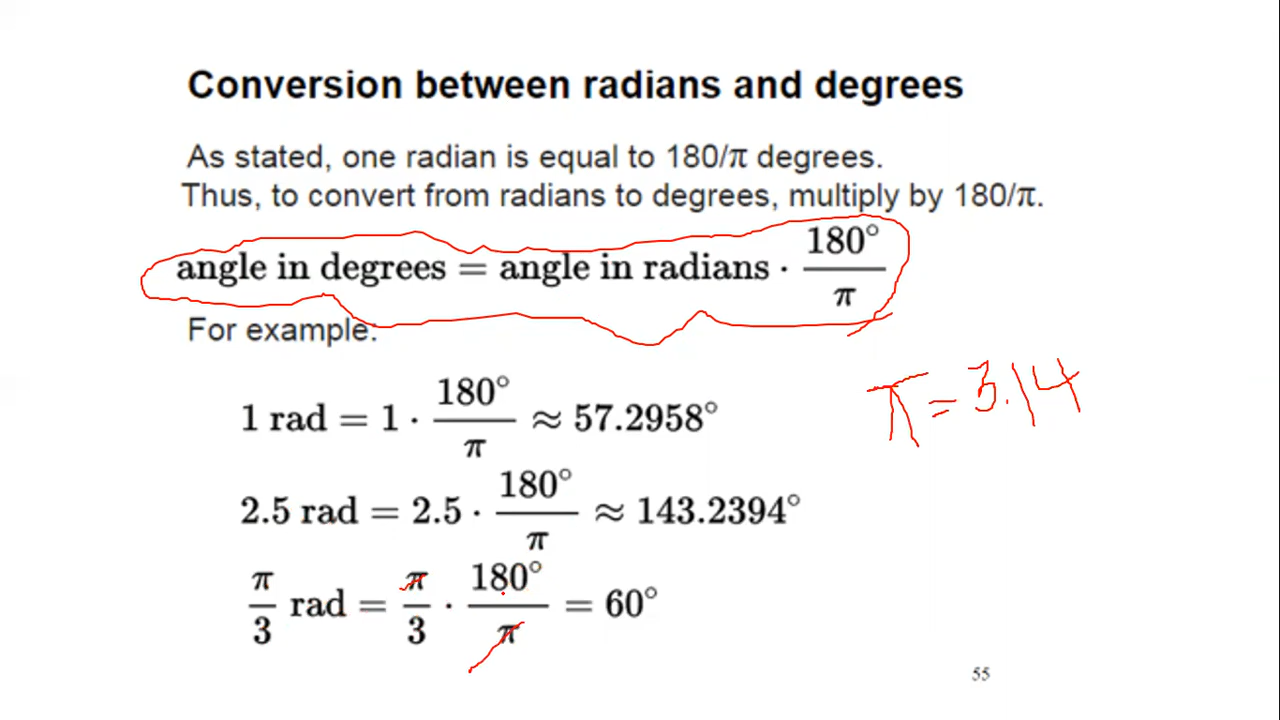 Conversion between radians and degrees
As stated, one radian is equal to 180/π degrees.
Thus, to convert from radians to degrees, multiply by 180/π.
angle in degrees = angle in radians · 180° / π
For example:
1 rad = 1 · 180° / π ≈ 57.2958°
π = 3.14
2.5 rad = 2.5 · 180° / π ≈ 143.2394°
π / 3 rad = π / 3 · 180° / π = 60°
55